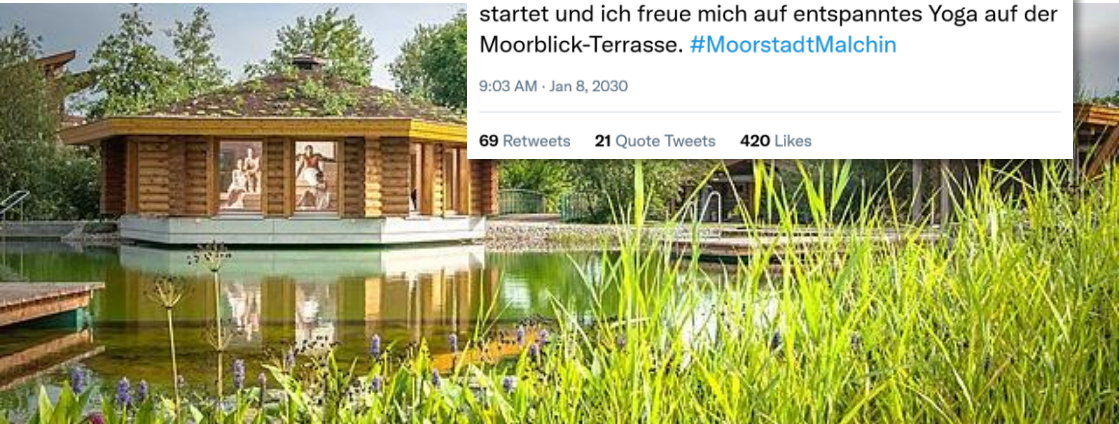 startet und ich freue mich auf entspanntes Yoga auf der
Moorblick-Terrasse. #MoorstadtMalchin
9:03 AM · Jan 8, 2030
69 Retweets 21 Quote Tweets 420 Likes